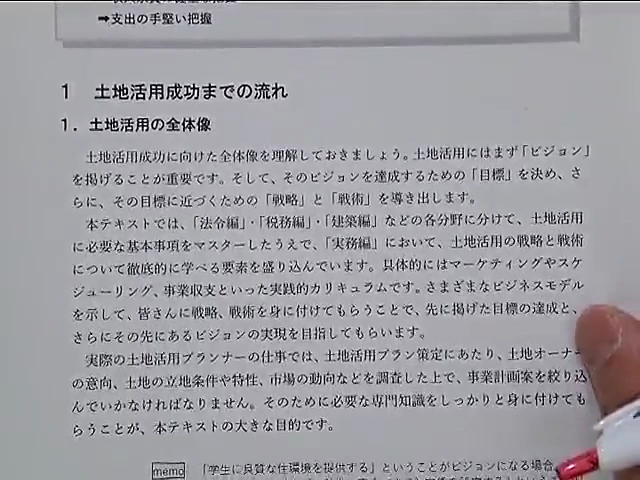 ➡支出の手堅い把握
1 土地活用成功までの流れ
1．土地活用の全体像
土地活用成功に向けた全体像を理解しておきましょう。土地活用にはまず「ビジョン」
を掲げることが重要です。そして、そのビジョンを達成するための「目標」を決め、さ
らに、その目標に近づくための「戦略」と「戦術」を導き出します。
本テキストでは、「法令編」・「税務編」・「建築編」などの各分野に分けて、土地活用
に必要な基本事項をマスターしたうえで、「実務編」において、土地活用の戦略と戦術
について徹底的に学べる要素を盛り込んでいます。具体的にはマーケティングやスケ
ジューリング、事業収支といった実践的カリキュラムです。さまざまなビジネスモデル
を示して、皆さんに戦略、戦術を身に付けてもらうことで、先に掲げた目標の達成と、
さらにその先にあるビジョンの実現を目指してもらいます。
実際の土地活用プランナーの仕事では、土地活用プラン策定にあたり、土地オーナー
の意向、土地の立地条件や特性、市場の動向などを調査した上で、事業計画案を絞り込
んでいかなければなりません。そのために必要な専門知識をしっかりと身に付けても
らうことが、本テキストの大きな目的です。
memo 「学生に良質な住環境を提供する」ということがビジョンになる場合、